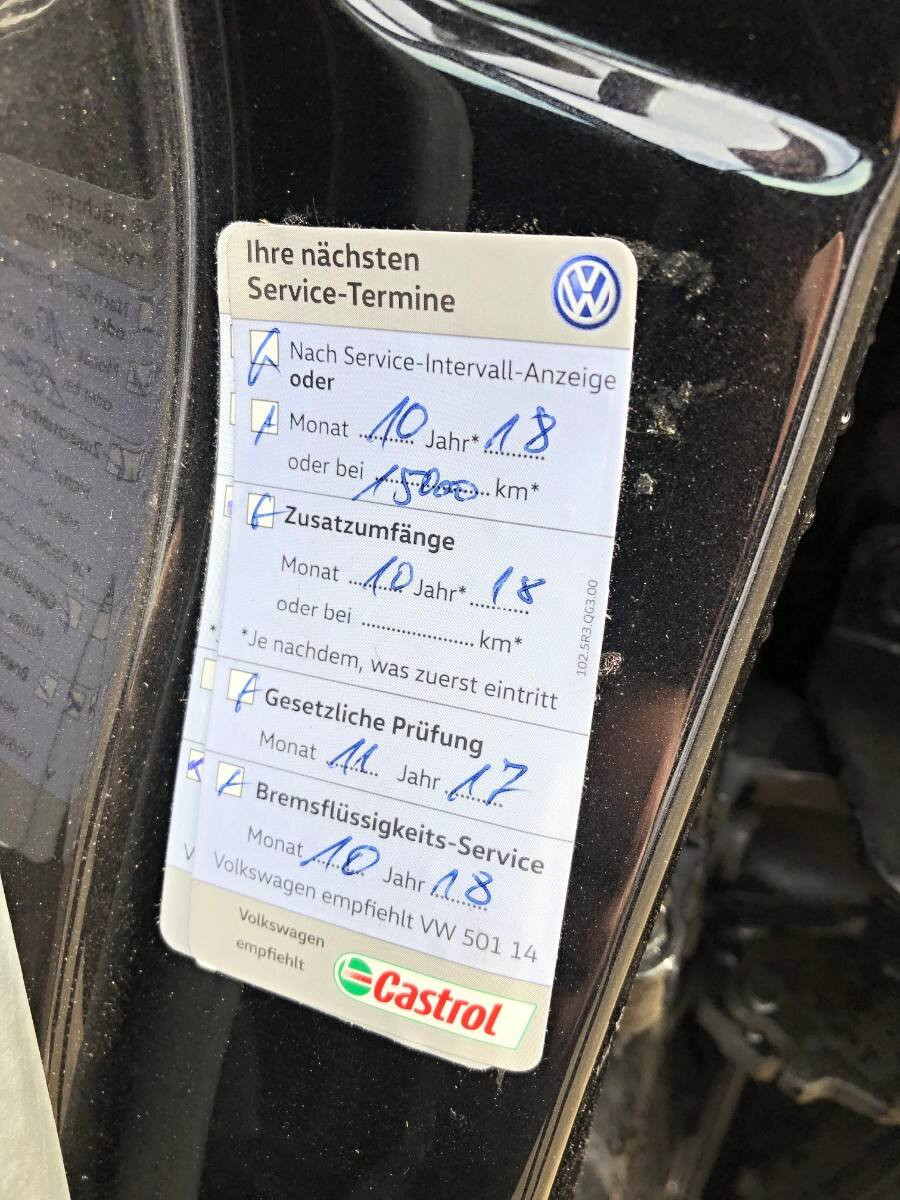 Ihre nächsten
Service-Termine
Nach Service-Intervall-Anzeige
oder
Monat 10 Jahr* 18
oder bei 15000 km*
Zusatzumfänge
Monat 10 Jahr* 18
oder bei ........................ km*
*Je nachdem, was zuerst eintritt
Gesetzliche Prüfung
Monat 11 Jahr 17
Bremsflüssigkeits-Service
Monat 10 Jahr 18
Volkswagen empfiehlt VW 501 14
Volkswagen
empfiehlt
Castrol
102.5R3.QG3.00